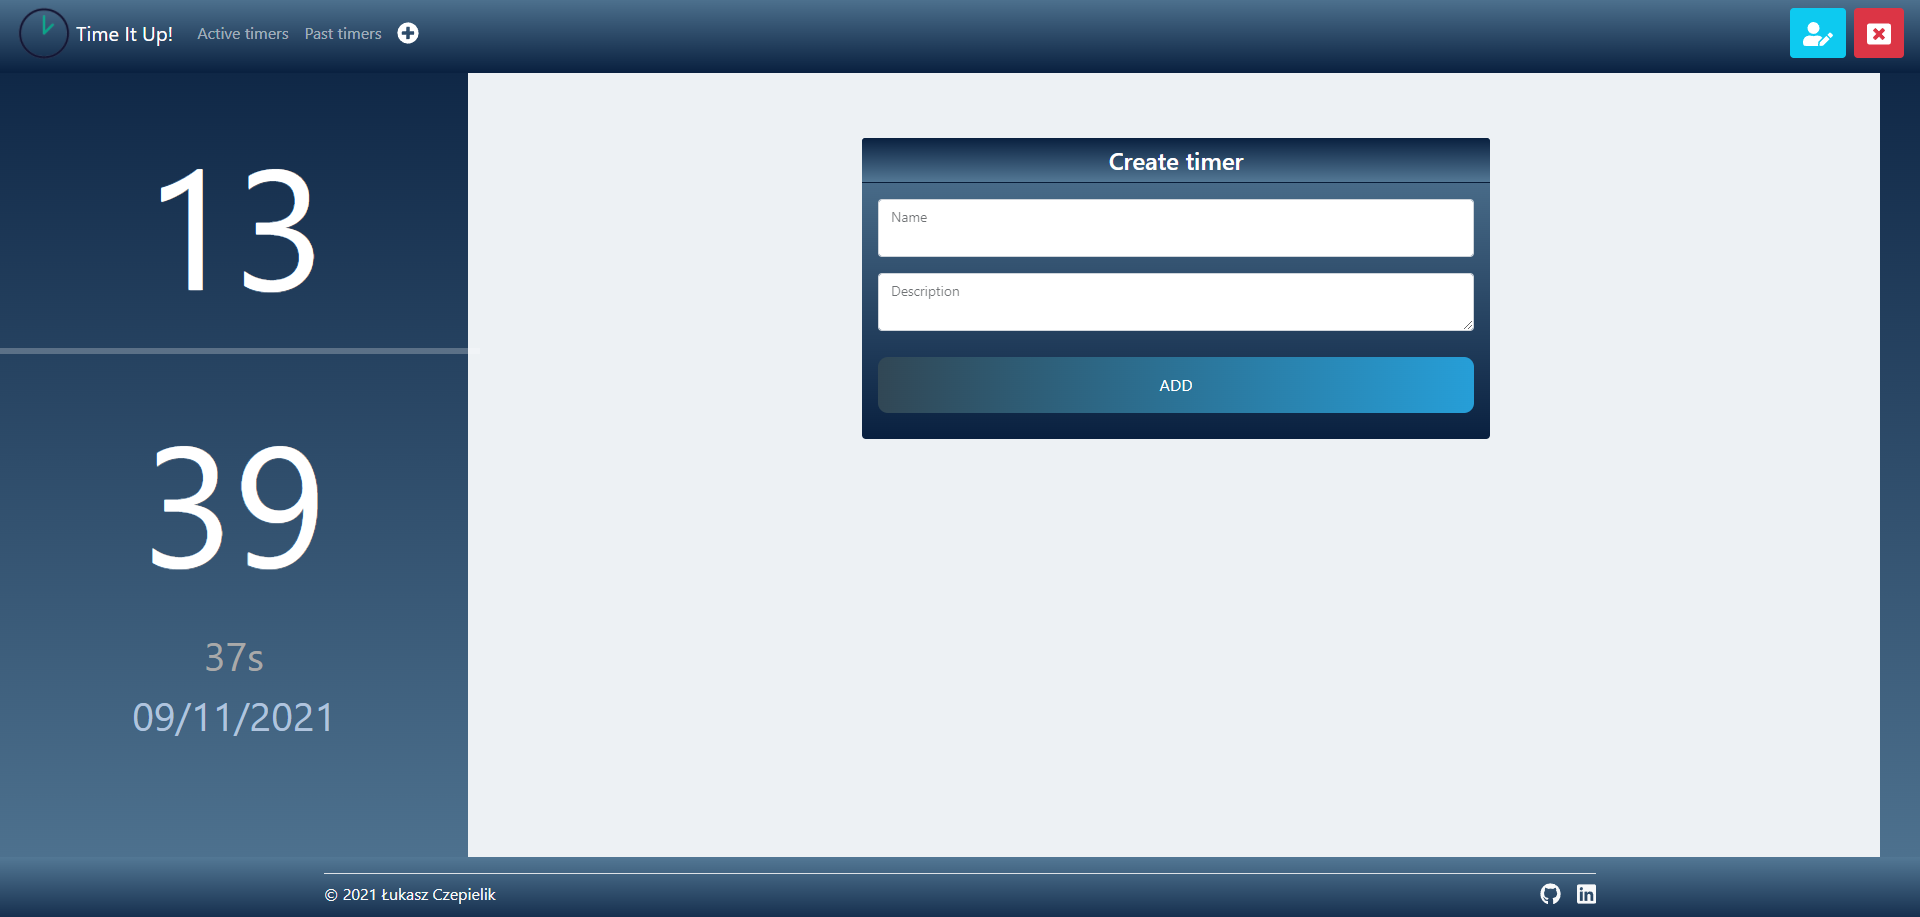 Time It Up!
Active timers
Past timers
13
39
37s
09/11/2021
Create timer
Name
Description
ADD
© 2021 Łukasz Czepielik